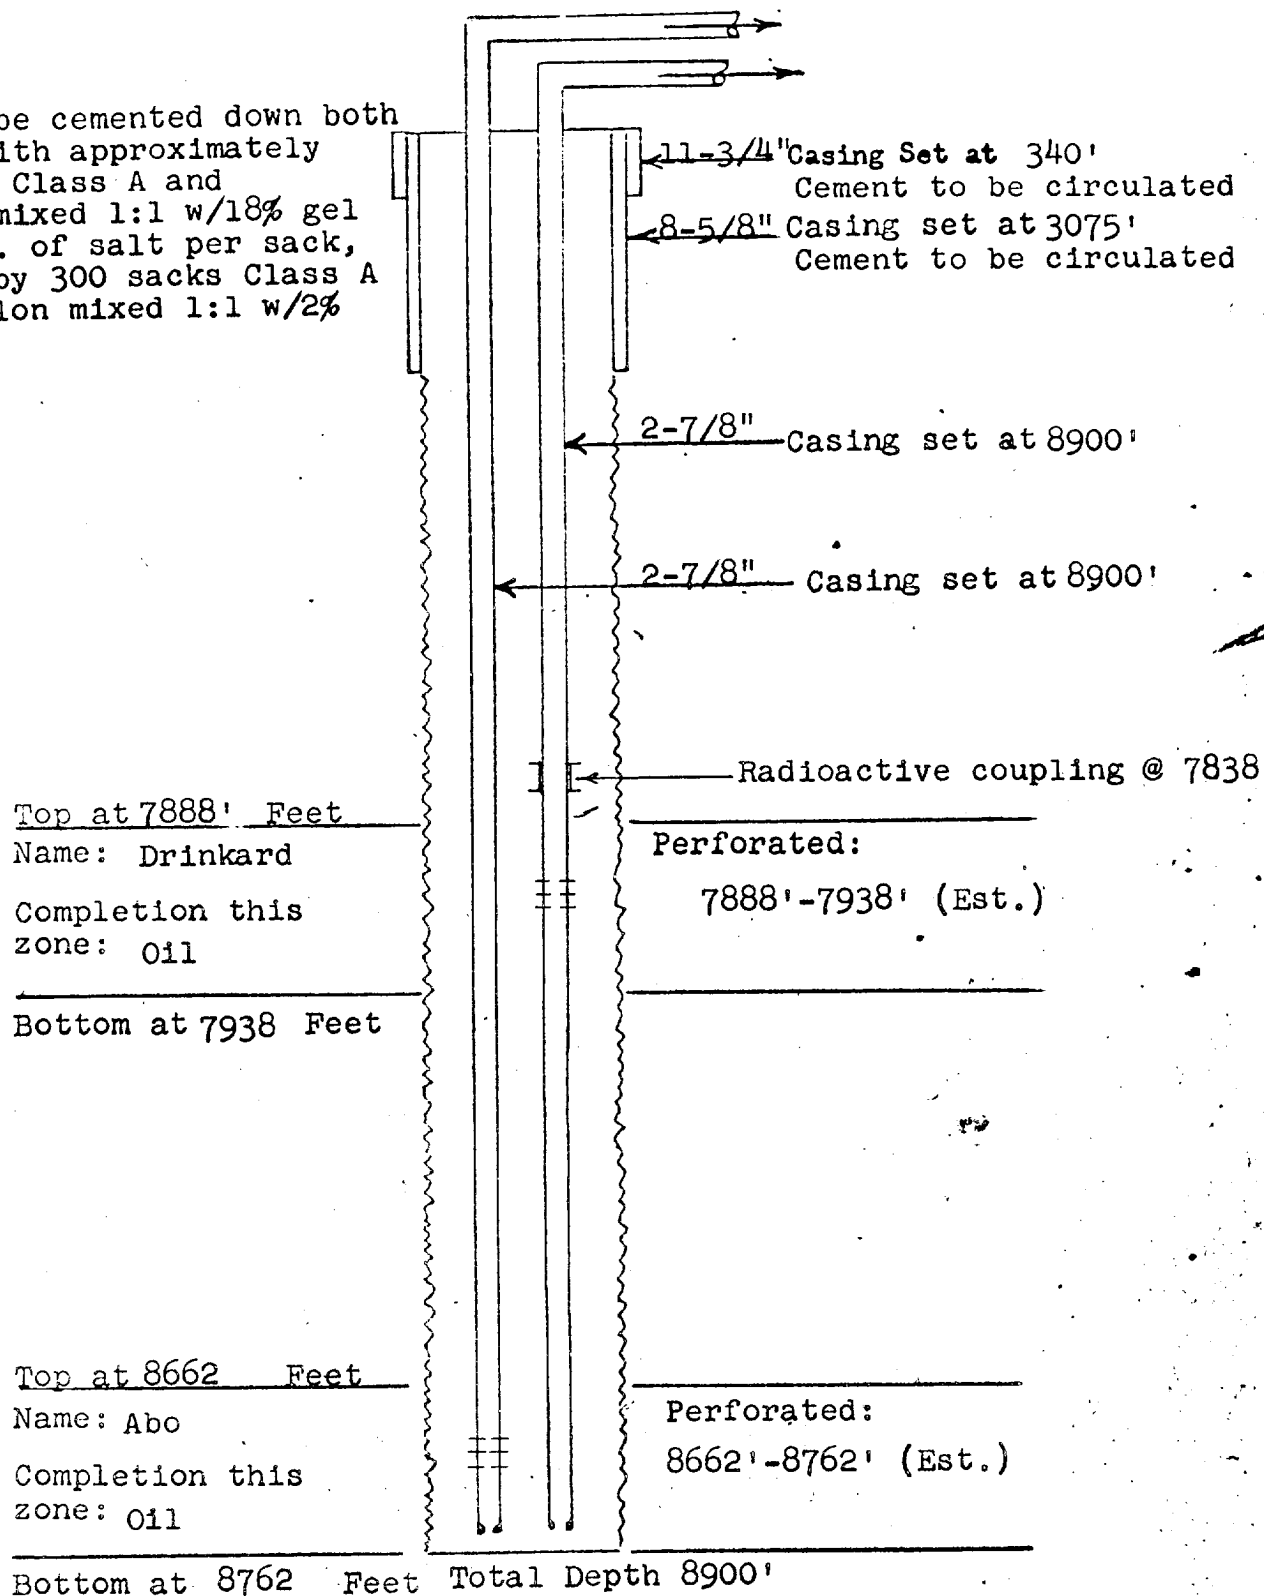 be cemented down both
ith approximately
Class A and
mixed 1:1 w/18% gel
. of salt per sack,
by 300 sacks Class A
lon mixed 1:1 w/2%
11-3/4" Casing Set at 340'
Cement to be circulated
8-5/8" Casing set at 3075'
Cement to be circulated
2-7/8" Casing set at 8900'
2-7/8" Casing set at 8900'
Radioactive coupling @ 7838
Top at 7888' Feet
Name: Drinkard
Completion this
zone: Oil
Bottom at 7938 Feet
Perforated:
7888'-7938' (Est.)
Top at 8662 Feet
Name: Abo
Completion this
zone: Oil
Bottom at 8762 Feet
Perforated:
8662'-8762' (Est.)
Total Depth 8900'